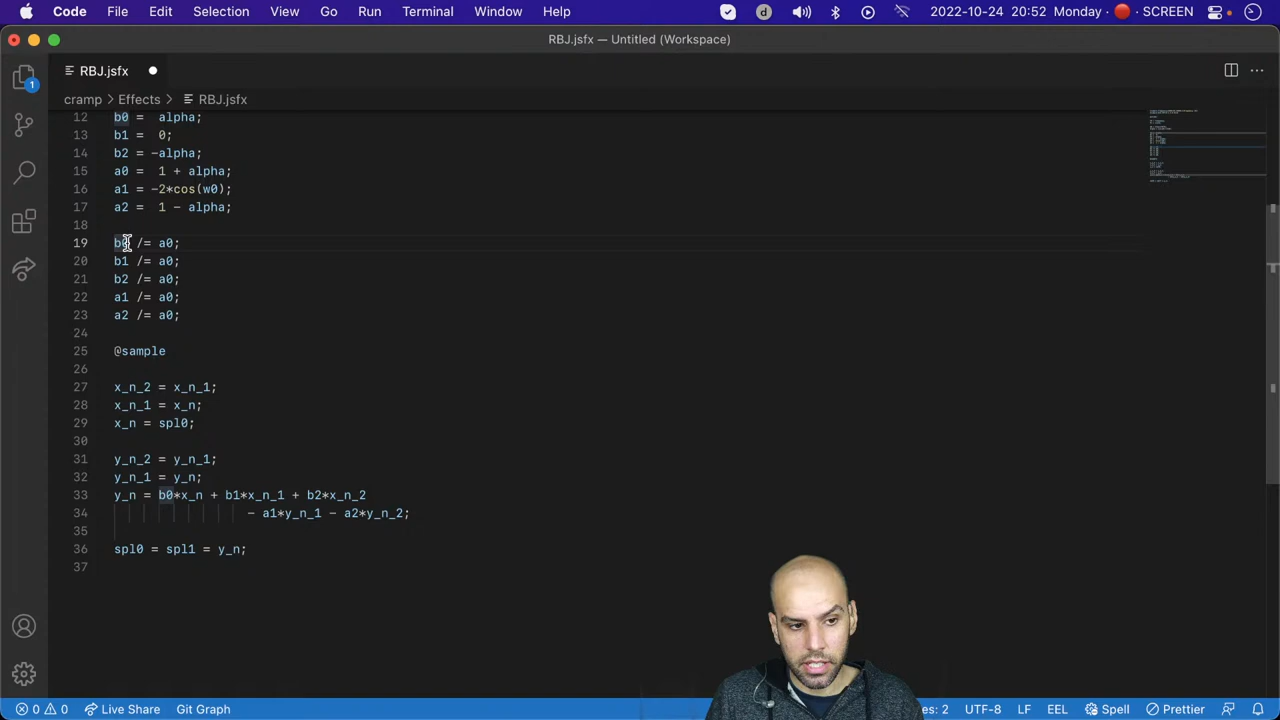 Code File Edit Selection View Go Run Terminal Window Help d 2022-10-24 20:52 Monday SCREEN
RBJ.jsfx — Untitled (Workspace)
RBJ.jsfx
1
cramp > Effects > RBJ.jsfx
12 b0 =  alpha;
13 b1 =  0;
14 b2 = -alpha;
15 a0 =  1 + alpha;
16 a1 = -2*cos(w0);
17 a2 =  1 - alpha;
18
19 b0 /= a0;
20 b1 /= a0;
21 b2 /= a0;
22 a1 /= a0;
23 a2 /= a0;
24
25 @sample
26
27 x_n_2 = x_n_1;
28 x_n_1 = x_n;
29 x_n = spl0;
30
31 y_n_2 = y_n_1;
32 y_n_1 = y_n;
33 y_n = b0*x_n + b1*x_n_1 + b2*x_n_2
34 - a1*y_n_1 - a2*y_n_2;
35
36 spl0 = spl1 = y_n;
37
0 0 Live Share Git Graph es: 2 UTF-8 LF EEL Spell Prettier